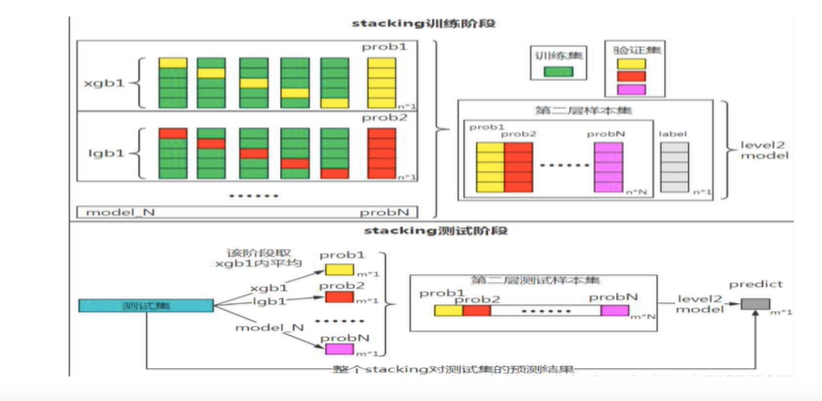 stacking训练阶段
prob1
xgb1
n*1
prob2
lgb1
n*1
......
model_N
probN
训练集
验证集
第二层样本集
prob1
prob2
probN
label
......
n*N
n*1
level2
model
stacking测试阶段
该阶段取
xgb1内平均
prob1
m*1
xgb1
测试集
lgb1
prob2
m*1
......
model_N
probN
m*1
第二层测试样本集
prob1
prob2
probN
......
m*N
level2
model
predict
m*1
整个stacking对测试集的预测结果